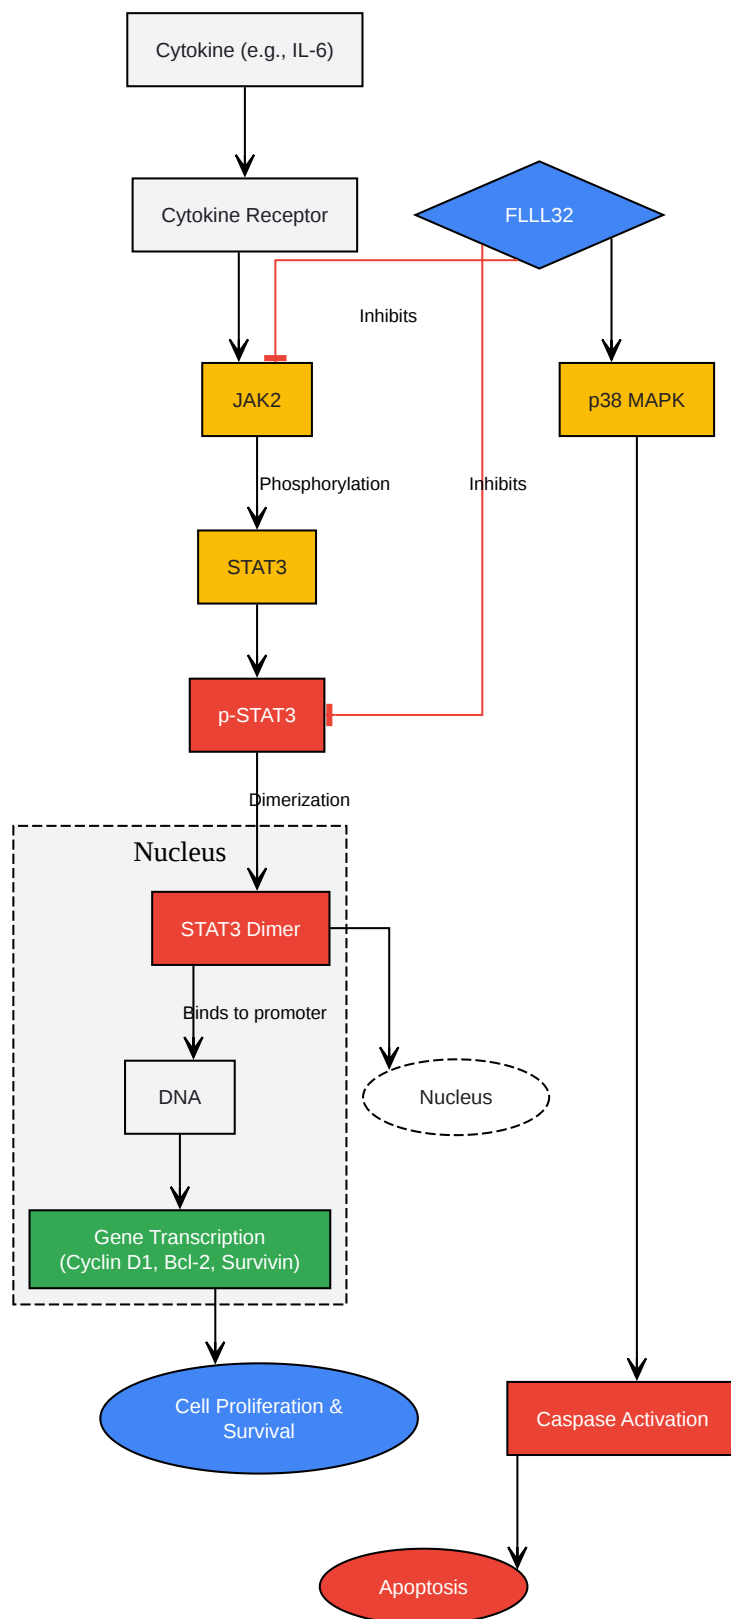 Cytokine (e.g., IL-6)
Cytokine Receptor
FLLL32
Inhibits
JAK2
p38 MAPK
Phosphorylation
Inhibits
STAT3
p-STAT3
Dimerization
Nucleus
STAT3 Dimer
Binds to promoter
DNA
Nucleus
Gene Transcription
(Cyclin D1, Bcl-2, Survivin)
Cell Proliferation &
Survival
Caspase Activation
Apoptosis